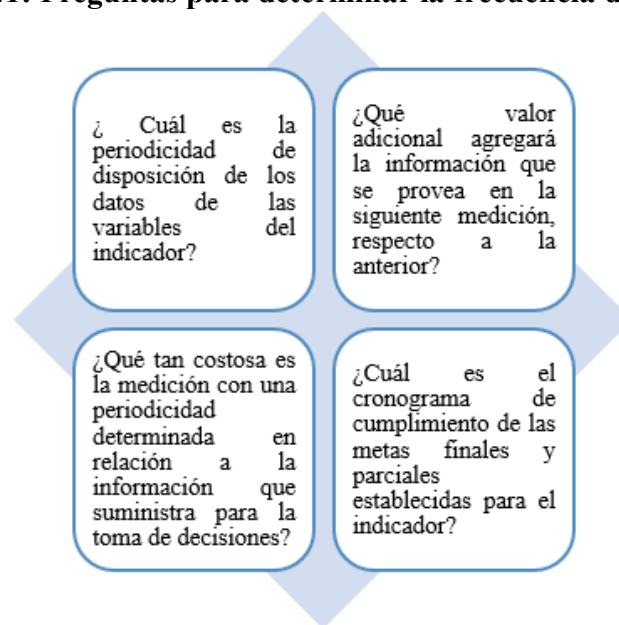 Preguntas para determinar la frecuencia d
¿ Cuál es la
periodicidad de
disposición de los
datos de las
variables del
indicador?
¿Qué valor
adicional agregará
la información que
se provea en la
siguiente medición,
respecto a la
anterior?
¿Qué tan costosa es
la medición con una
periodicidad
determinada en
relación a la
información que
suministra para la
toma de decisiones?
¿Cuál es el
cronograma de
cumplimiento de las
metas finales y
parciales
establecidas para el
indicador?